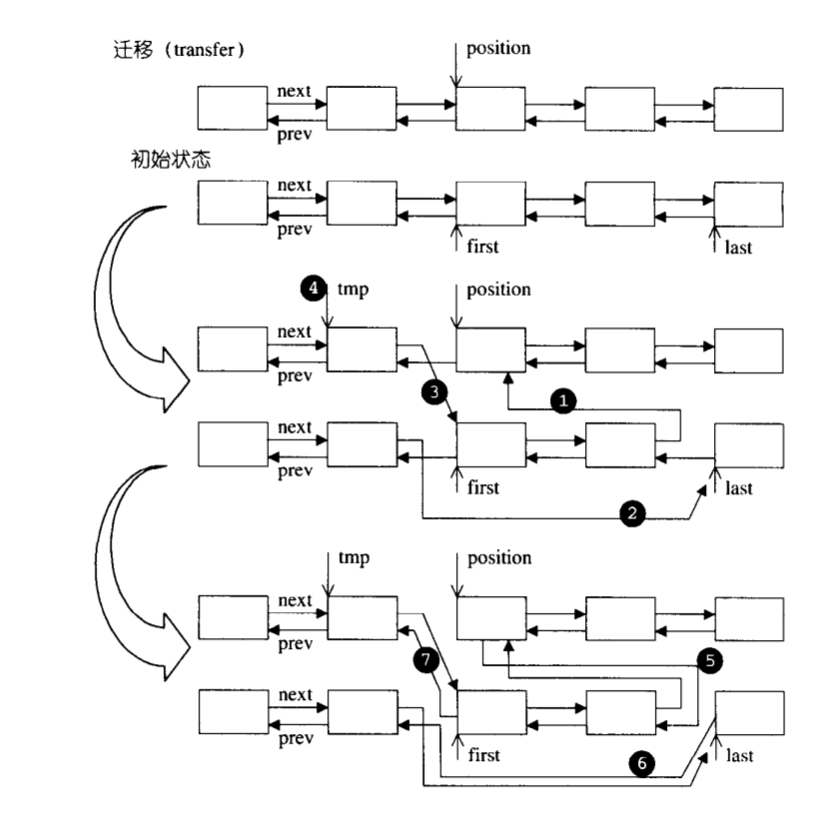 迁移 (transfer)
position
next
prev
初始状态
next
prev
first
last
4 tmp
position
next
prev
3
1
next
prev
first
last
2
tmp
position
next
prev
7
5
next
prev
first
last
6